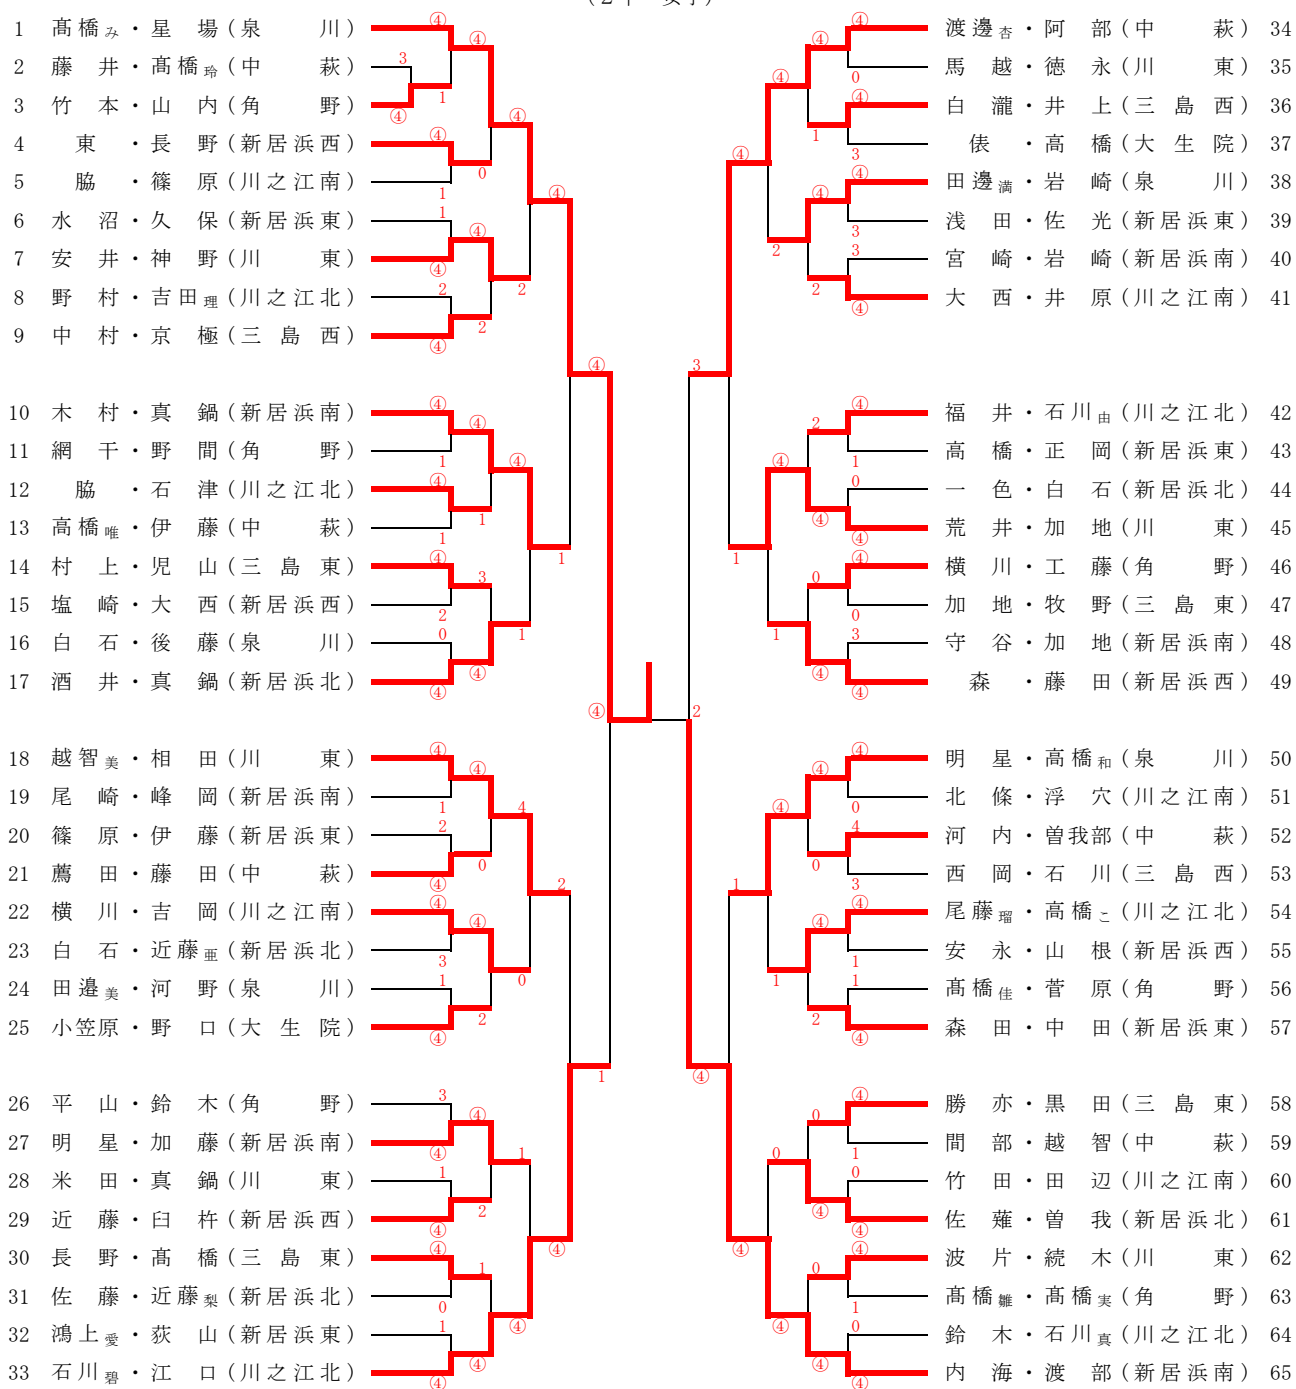 1 髙橋み・星場（泉川）
2 藤井・髙橋玲（中萩）
3 竹本・山内（角野）
4 東・長野（新居浜西）
5 脇・篠原（川之江南）
6 水沼・久保（新居浜東）
7 安井・神野（川東）
8 野村・吉田理（川之江北）
9 中村・京極（三島西）
10 木村・真鍋（新居浜南）
11 網干・野間（角野）
12 脇・石津（川之江北）
13 高橋唯・伊藤（中萩）
14 村上・児山（三島東）
15 塩崎・大西（新居浜西）
16 白石・後藤（泉川）
17 酒井・真鍋（新居浜北）
18 越智美・相田（川東）
19 尾崎・峰岡（新居浜南）
20 篠原・伊藤（新居浜東）
21 薦田・藤田（中萩）
22 横川・吉岡（川之江南）
23 白石・近藤亜（新居浜北）
24 田邉美・河野（泉川）
25 小笠原・野口（大生院）
26 平山・鈴木（角野）
27 明星・加藤（新居浜南）
28 米田・真鍋（川東）
29 近藤・臼杵（新居浜西）
30 長野・髙橋（三島東）
31 佐藤・近藤梨（新居浜北）
32 鴻上愛・荻山（新居浜東）
33 石川碧・江口（川之江北）
渡邊杏・阿部（中萩） 34
馬越・徳永（川東） 35
白瀧・井上（三島西） 36
俵・高橋（大生院） 37
田邊満・岩崎（泉川） 38
浅田・佐光（新居浜東） 39
宮崎・岩崎（新居浜南） 40
大西・井原（川之江南） 41
福井・石川由（川之江北） 42
高橋・正岡（新居浜東） 43
一色・白石（新居浜北） 44
荒井・加地（川東） 45
横川・工藤（角野） 46
加地・牧野（三島東） 47
守谷・加地（新居浜南） 48
森・藤田（新居浜西） 49
明星・高橋和（泉川） 50
北條・浮穴（川之江南） 51
河内・曽我部（中萩） 52
西岡・石川（三島西） 53
尾藤瑠・高橋こ（川之江北） 54
安永・山根（新居浜西） 55
髙橋佳・菅原（角野） 56
森田・中田（新居浜東） 57
勝亦・黒田（三島東） 58
間部・越智（中萩） 59
竹田・田辺（川之江南） 60
佐薙・曽我（新居浜北） 61
波片・続木（川東） 62
髙橋雛・髙橋実（角野） 63
鈴木・石川真（川之江北） 64
内海・渡部（新居浜南） 65